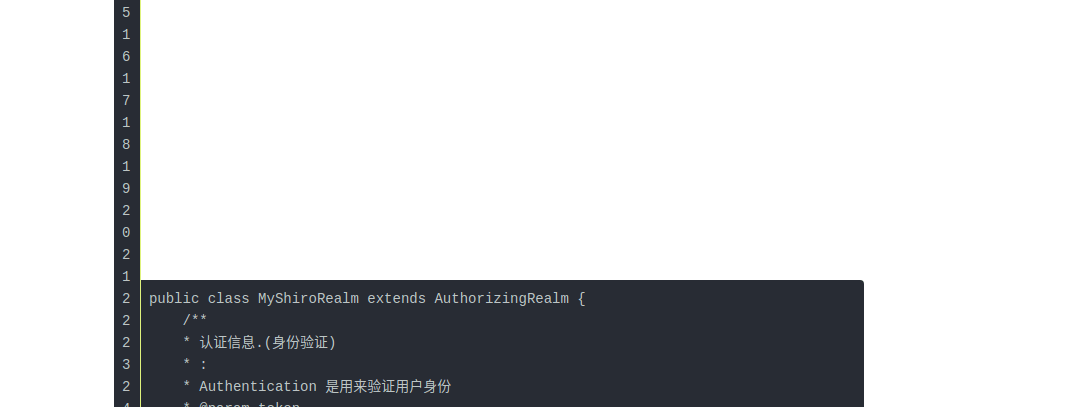 5
1
6
1
7
1
8
1
9
2
0
2
1
2 public class MyShiroRealm extends AuthorizingRealm {
2 /**
2 * 认证信息.(身份验证)
3 * :
2 * Authentication 是用来验证用户身份
4 * @param token